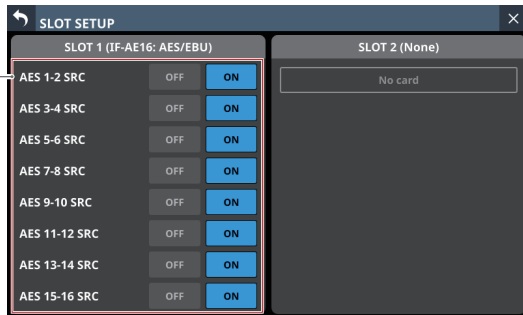 SLOT SETUP
SLOT 1 (IF-AE16: AES/EBU)
AES 1-2 SRC OFF ON
AES 3-4 SRC OFF ON
AES 5-6 SRC OFF ON
AES 7-8 SRC OFF ON
AES 9-10 SRC OFF ON
AES 11-12 SRC OFF ON
AES 13-14 SRC OFF ON
AES 15-16 SRC OFF ON
SLOT 2 (None)
No card